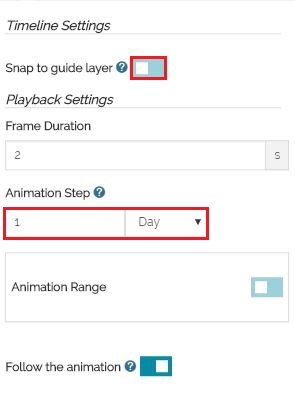 Timeline Settings
Snap to guide layer ?
Playback Settings
Frame Duration
2 s
Animation Step ?
1 Day
Animation Range
Follow the animation ?